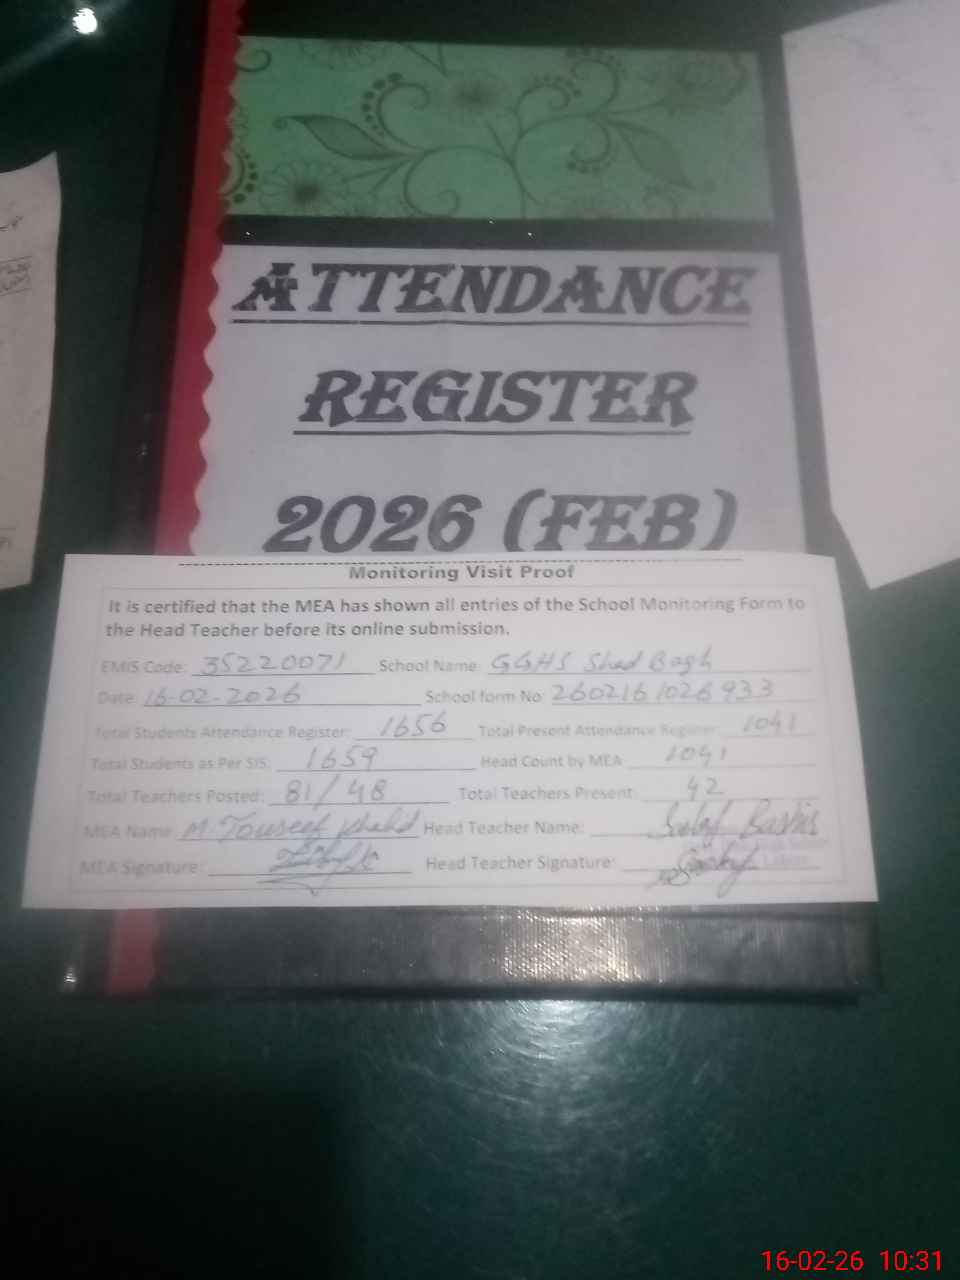 ATTENDANCE
REGISTER
2026 (FEB)
Monitoring Visit Proof
It is certified that the MEA has shown all entries of the School Monitoring Form to
the Head Teacher before its online submission.
EMIS Code: 35220071 School Name: GGHS Shad Bagh
Date: 16-02-2026 School form No: 260216 1026 933
Total Students Attendance Register: 1656 Total Present Attendance Register: 1041
Total Students as Per SIS: 1659 Head Count by MEA 1041
Total Teachers Posted: 81/48 Total Teachers Present: 42
MEA Name: M. Touseef Khalid Head Teacher Name: Bashir
MEA Signature: Head Teacher Signature:
16-02-26 10:31